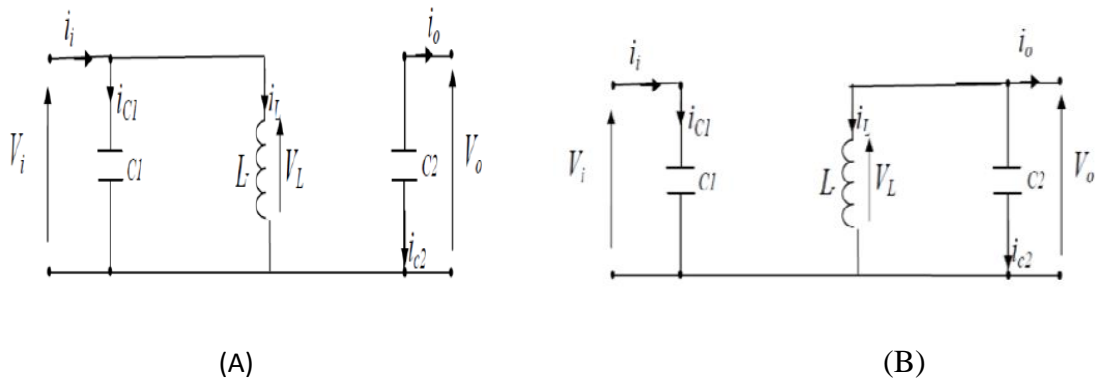 i_i
i_o
i_C1
i_L
V_i
C1
L
V_L
C2
V_o
i_c2
(A)
i_i
i_o
i_C1
i_L
V_i
C1
L
V_L
C2
V_o
i_c2
(B)